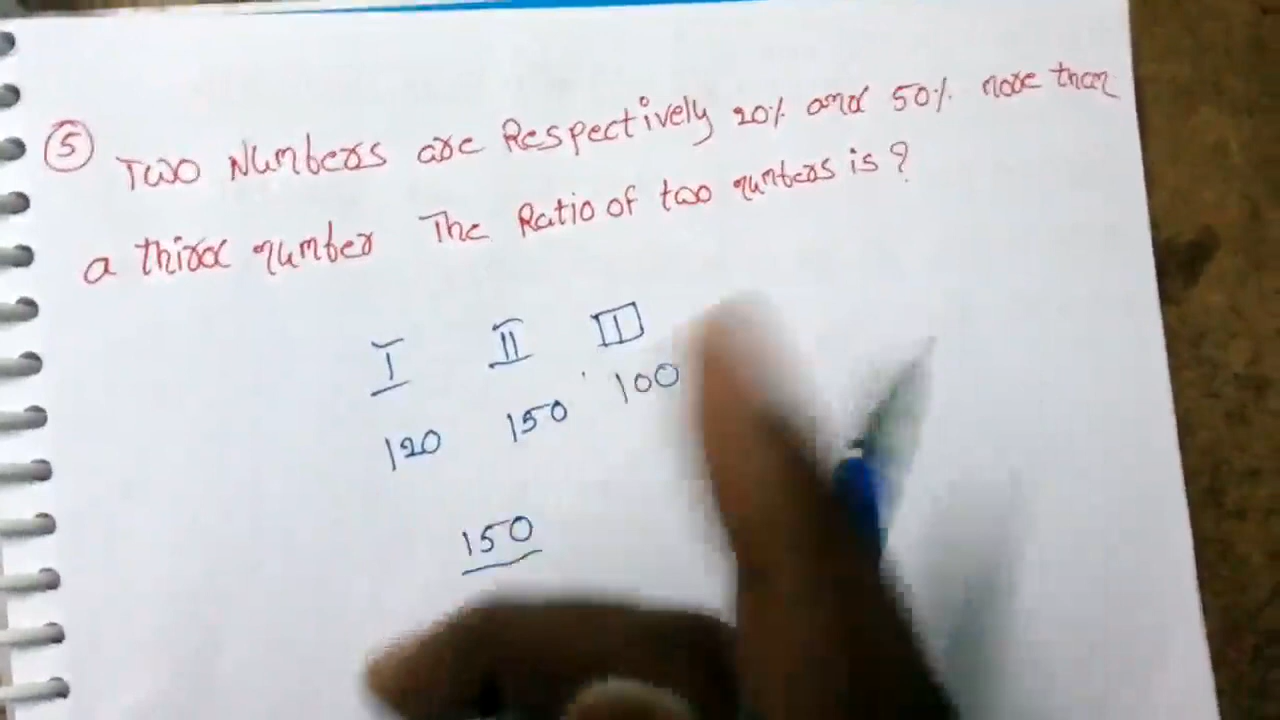 5 Two Numbers are Respectively 20% and 50% more than
a third number The Ratio of two numbers is ?
I II III
120 150 100
150